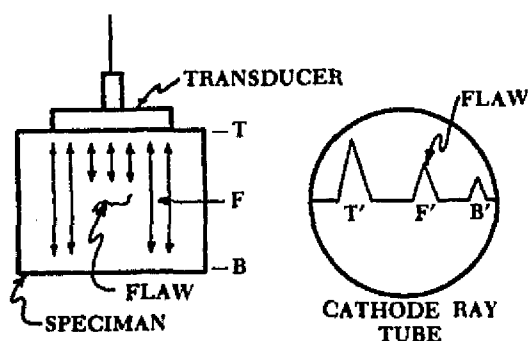 TRANSDUCER
T
F
B
FLAW
SPECIMAN
FLAW
T' F' B'
CATHODE RAY
TUBE